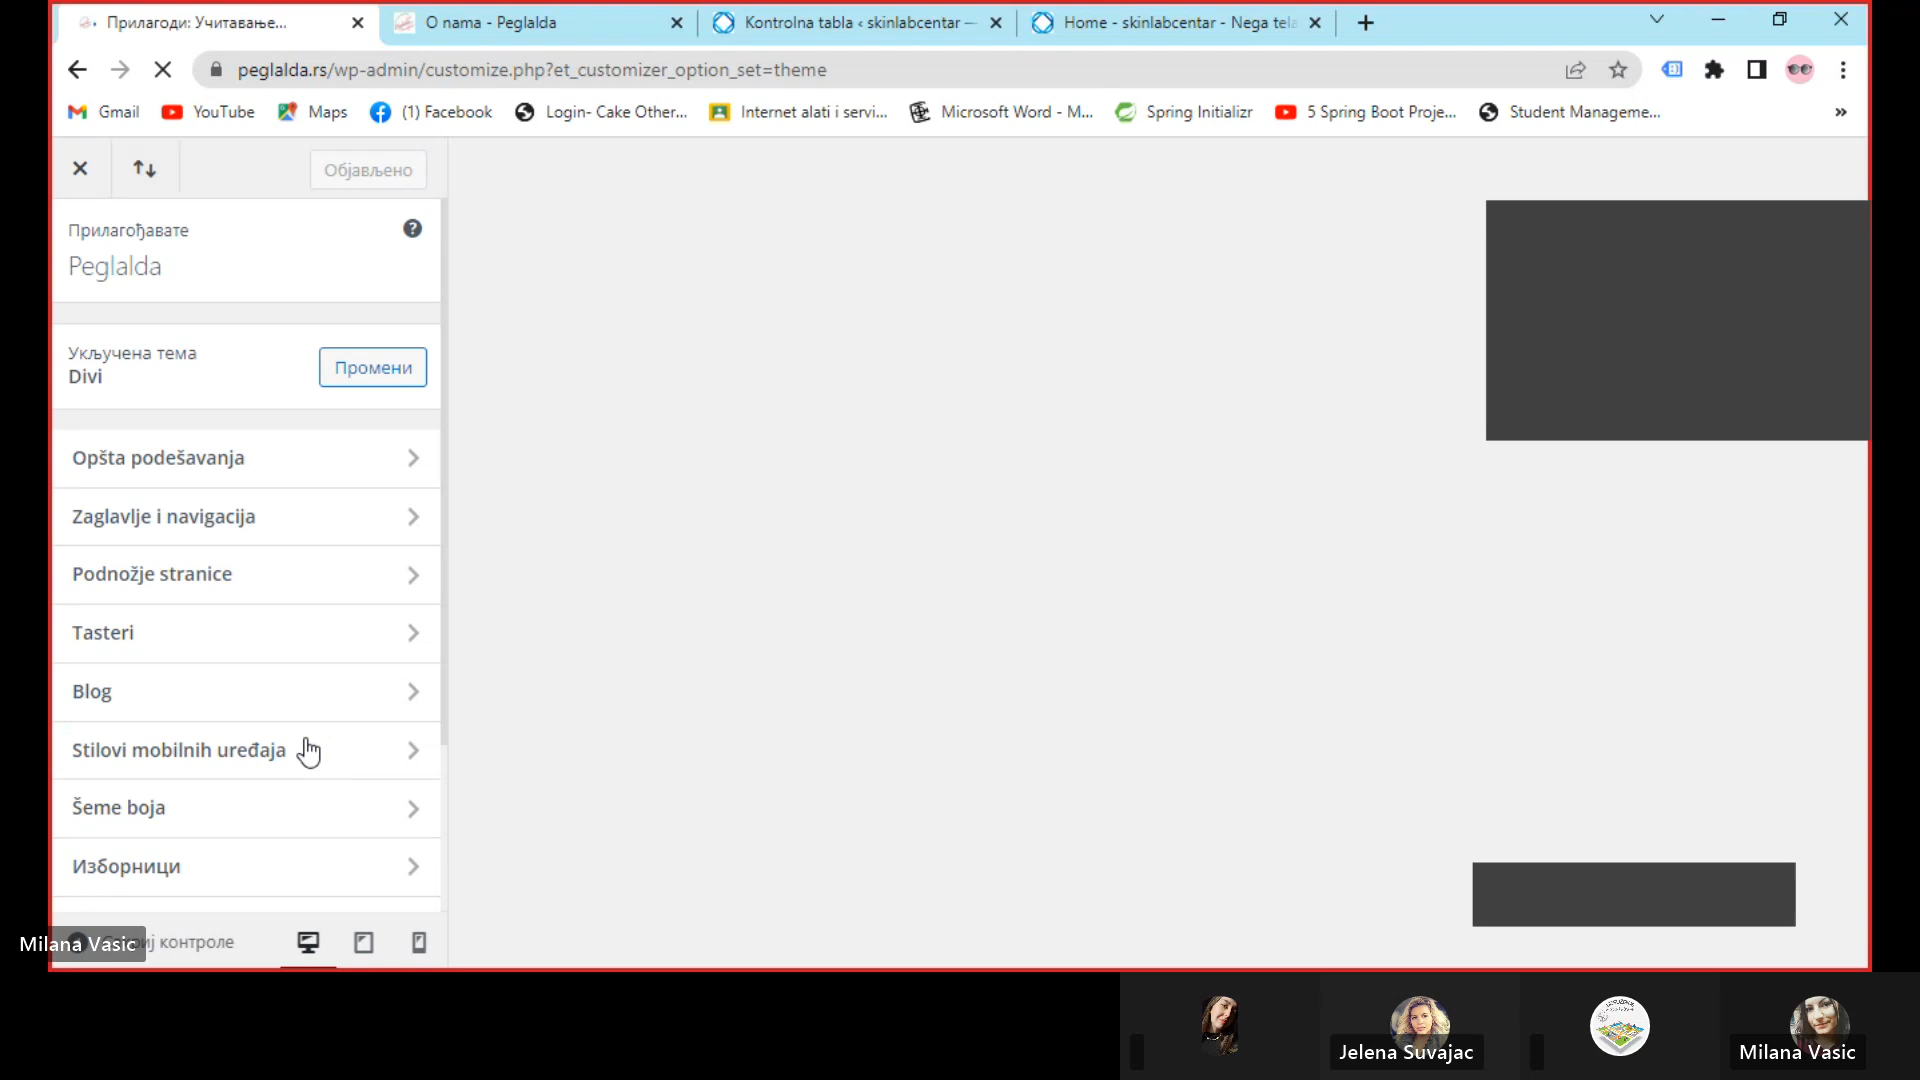 Прилагоди: Учитавање...
O nama - Peglalda
Kontrolna tabla ‹ skinlabcentar —
Home - skinlabcentar - Nega tela
peglalda.rs/wp-admin/customize.php?et_customizer_option_set=theme
Gmail
YouTube
Maps
(1) Facebook
Login- Cake Other...
Internet alati i servi...
Microsoft Word - M...
Spring Initializr
5 Spring Boot Proje...
Student Manageme...
»
Објављено
Прилагођавате
Peglalda
Укључена тема
Divi
Промени
Opšta podešavanja
Zaglavlje i navigacija
Podnožje stranice
Tasteri
Blog
Stilovi mobilnih uređaja
Šeme boja
Изборници
контроле
Milana Vasic
Jelena Suvajac
Milana Vasic